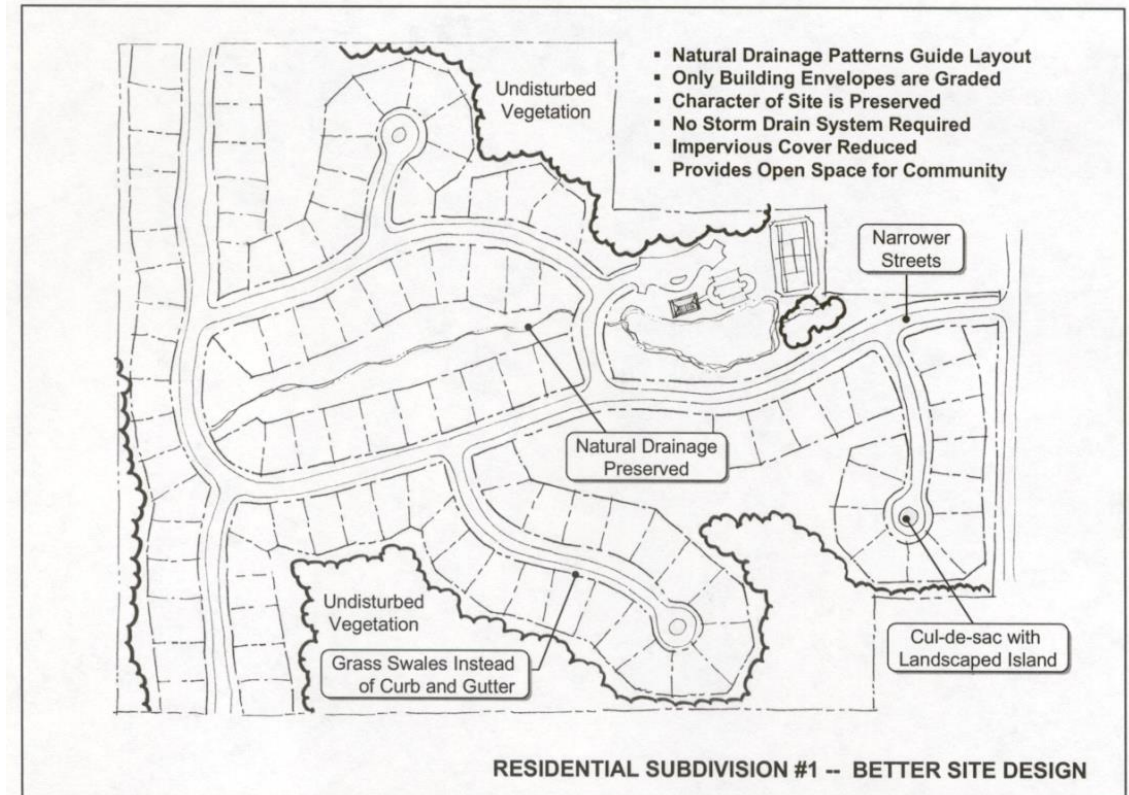 ▪ Natural Drainage Patterns Guide Layout
▪ Only Building Envelopes are Graded
▪ Character of Site is Preserved
▪ No Storm Drain System Required
▪ Impervious Cover Reduced
▪ Provides Open Space for Community
Undisturbed
Vegetation
Narrower
Streets
Natural Drainage
Preserved
Undisturbed
Vegetation
Grass Swales Instead
of Curb and Gutter
Cul-de-sac with
Landscaped Island
RESIDENTIAL SUBDIVISION #1 -- BETTER SITE DESIGN